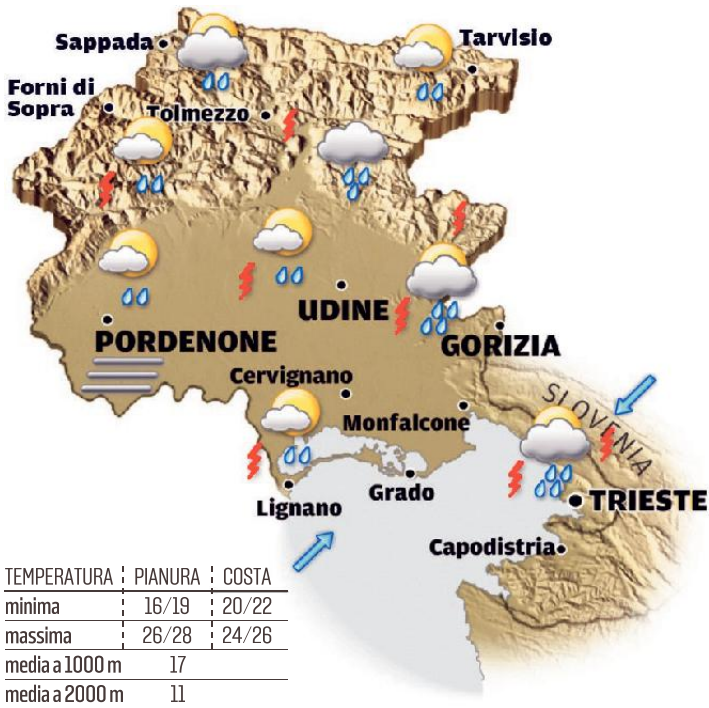 Sappada
Tarvisio
Forni di
Sopra
Tolmezzo
UDINE
PORDENONE
GORIZIA
Cervignano
SLOVENIA
Monfalcone
Lignano
Grado
TRIESTE
Capodistria
TEMPERATURA PIANURA COSTA
minima 16/19 20/22
massima 26/28 24/26
media a 1000 m 17
media a 2000 m 11